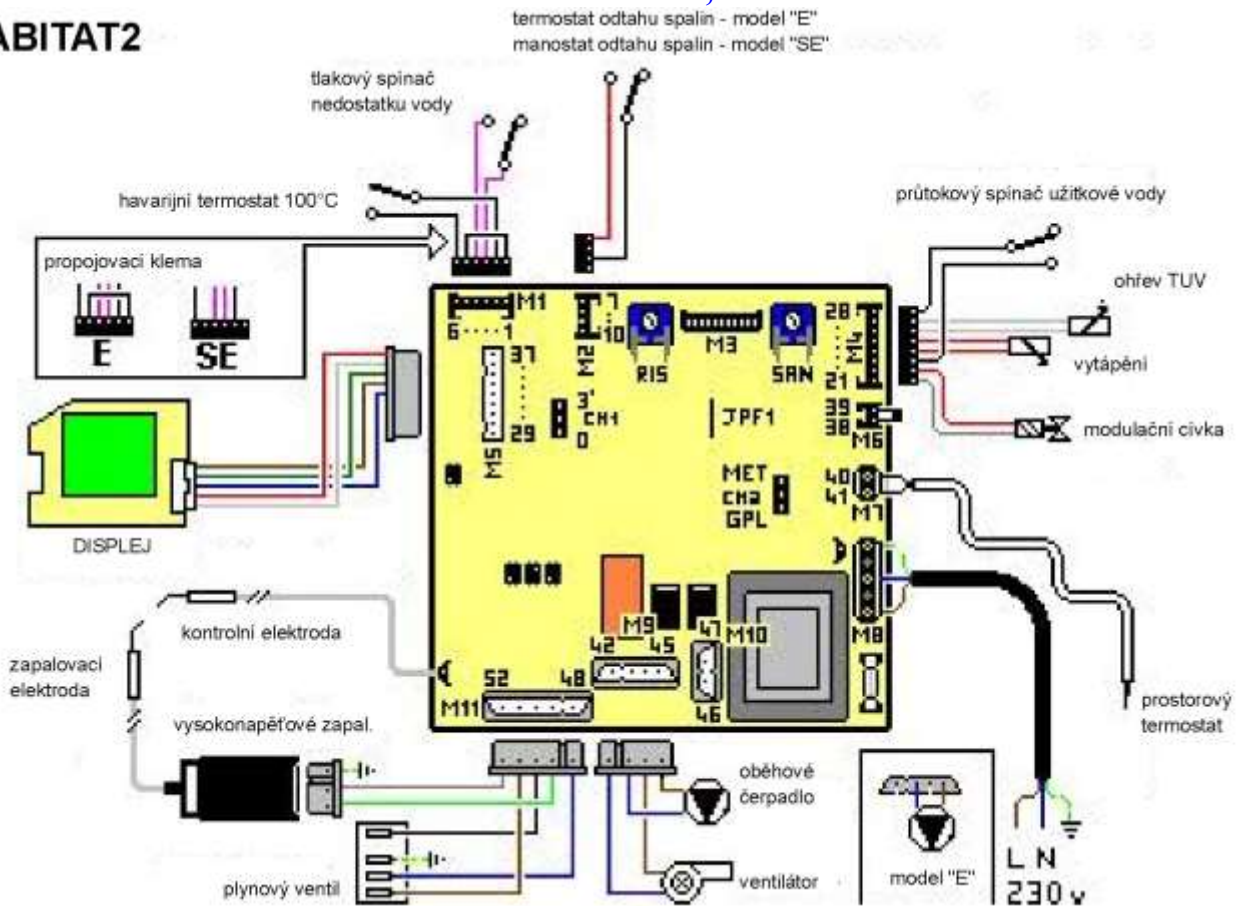 ABITAT2
termostat odtahu spalin - model "E"
manostat odtahu spalin - model "SE"
tlakový spínač
nedostatku vody
havarijní termostat 100°C
průtokový spínač užitkové vody
propojovací klema
E
SE
ohřev TUV
vytápění
modulační cívka
M1
6
1
7
10
M2
RIS
M3
SAN
28
M4
21
37
29
M5
3'
CM1
0
JPF1
39
38
M6
MET
CM2
GPL
40
41
M7
DISPLEJ
kontrolní elektroda
zapalovací
elektroda
vysokonapěťové zapal.
M9
42
45
47
M10
46
M8
52
48
M11
prostorový
termostat
oběhové
čerpadlo
plynový ventil
ventilátor
model "E"
L N
230 v